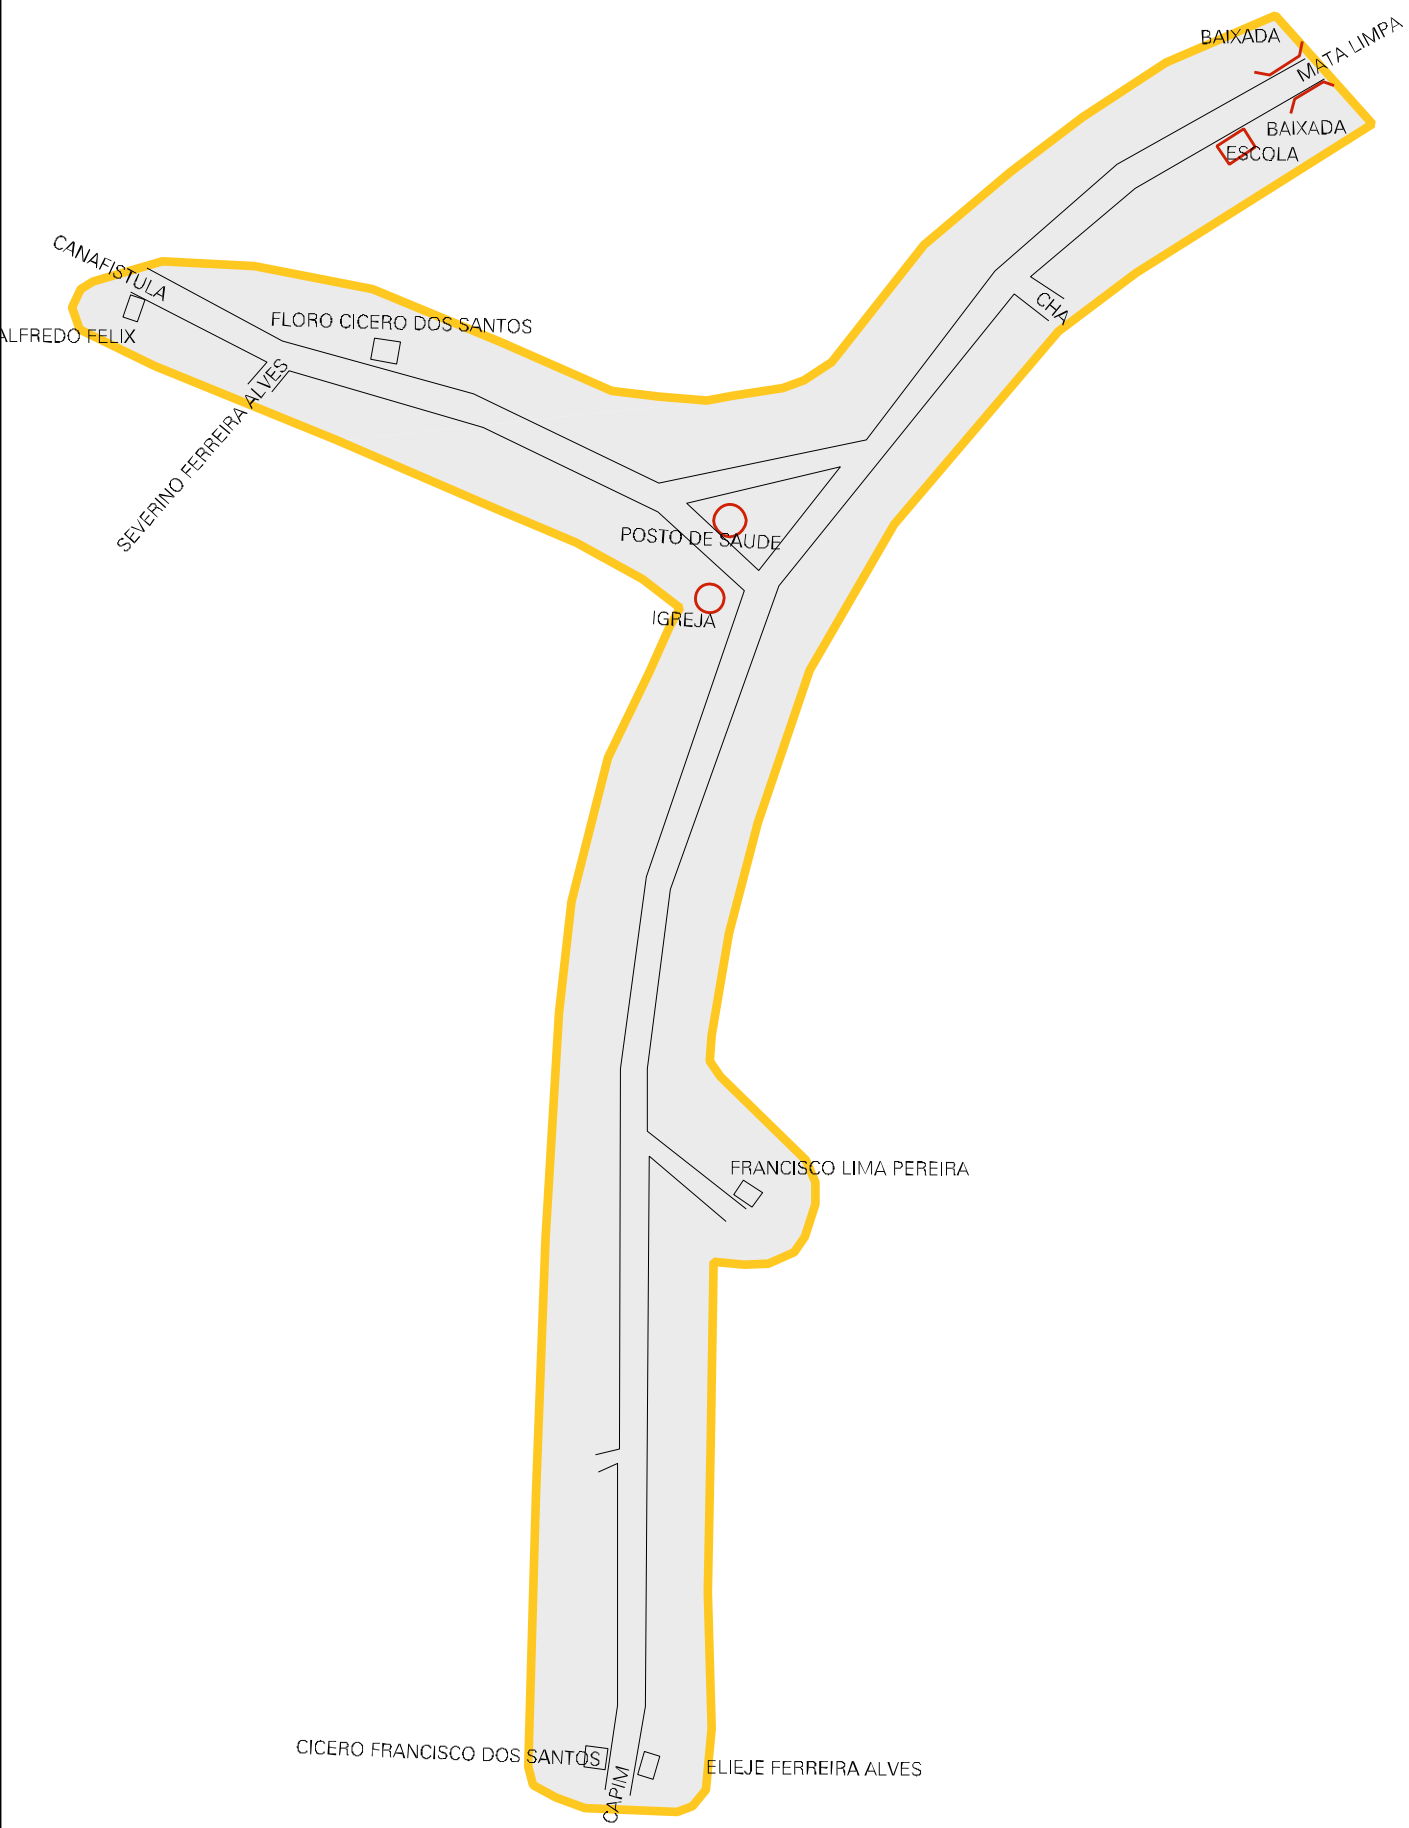 BAIXADA
MATA LIMPA
BAIXADA
ESCOLA
CANAFISTULA
CHA
FLORO CICERO DOS SANTOS
ALFREDO FELIX
SEVERINO FERREIRA ALVES
POSTO DE SAUDE
IGREJA
FRANCISCO LIMA PEREIRA
CICERO FRANCISCO DOS SANTOS
CAPIM
ELIEJE FERREIRA ALVES